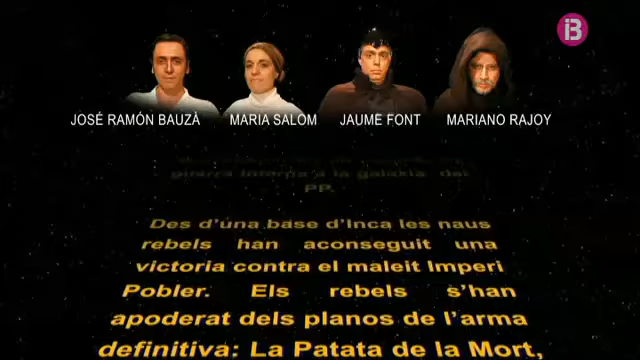 IB
JOSÉ RAMÓN BAUZÀ MARIA SALOM JAUME FONT MARIANO RAJOY
guerra interna a la galàxia del
PP.
Des d'una base d'Inca les naus
rebels han aconseguit una
victoria contra el maleit Imperi
Pobler. Els rebels s'han
apoderat dels planos de l'arma
definitiva: La Patata de la Mort,